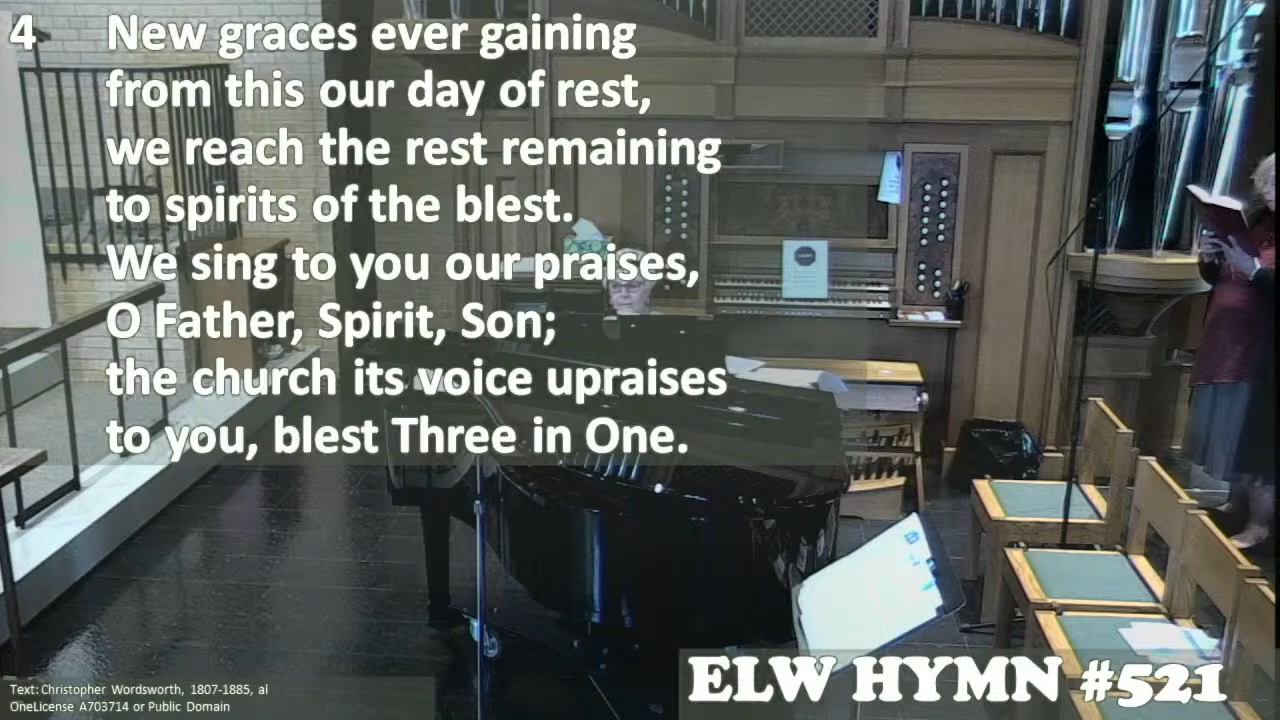 4 New graces ever gaining
from this our day of rest,
we reach the rest remaining
to spirits of the blest.
We sing to you our praises,
O Father, Spirit, Son;
the church its voice upraises
to you, blest Three in One.
ELW HYMN #521
Text: Christopher Wordsworth, 1807-1885, al
OneLicense A703714 or Public Domain